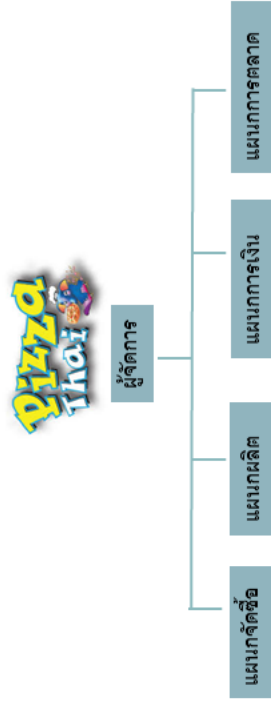 Pizza
Thai
ผู้จัดการ
แผนกจัดซื้อ
แผนกผลิต
แผนกการเงิน
แผนกการตลาด